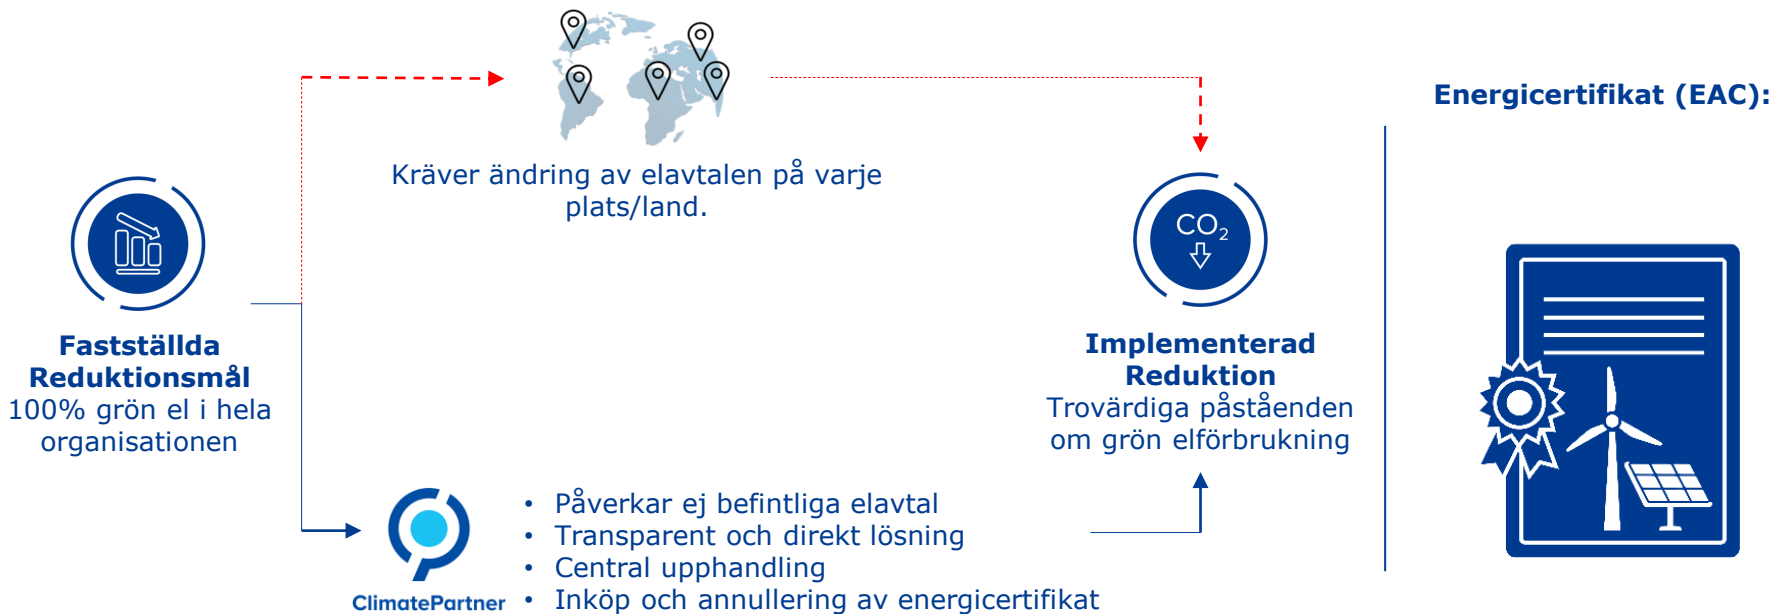 Energicertifikat (EAC):
Kräver ändring av elavtalen på varje
plats/land.
CO₂
Fastställda
Reduktionsmål
100% grön el i hela
organisationen
Implementerad
Reduktion
Trovärdiga påståenden
om grön elförbrukning
ClimatePartner
• Påverkar ej befintliga elavtal
• Transparent och direkt lösning
• Central upphandling
• Inköp och annullering av energicertifikat